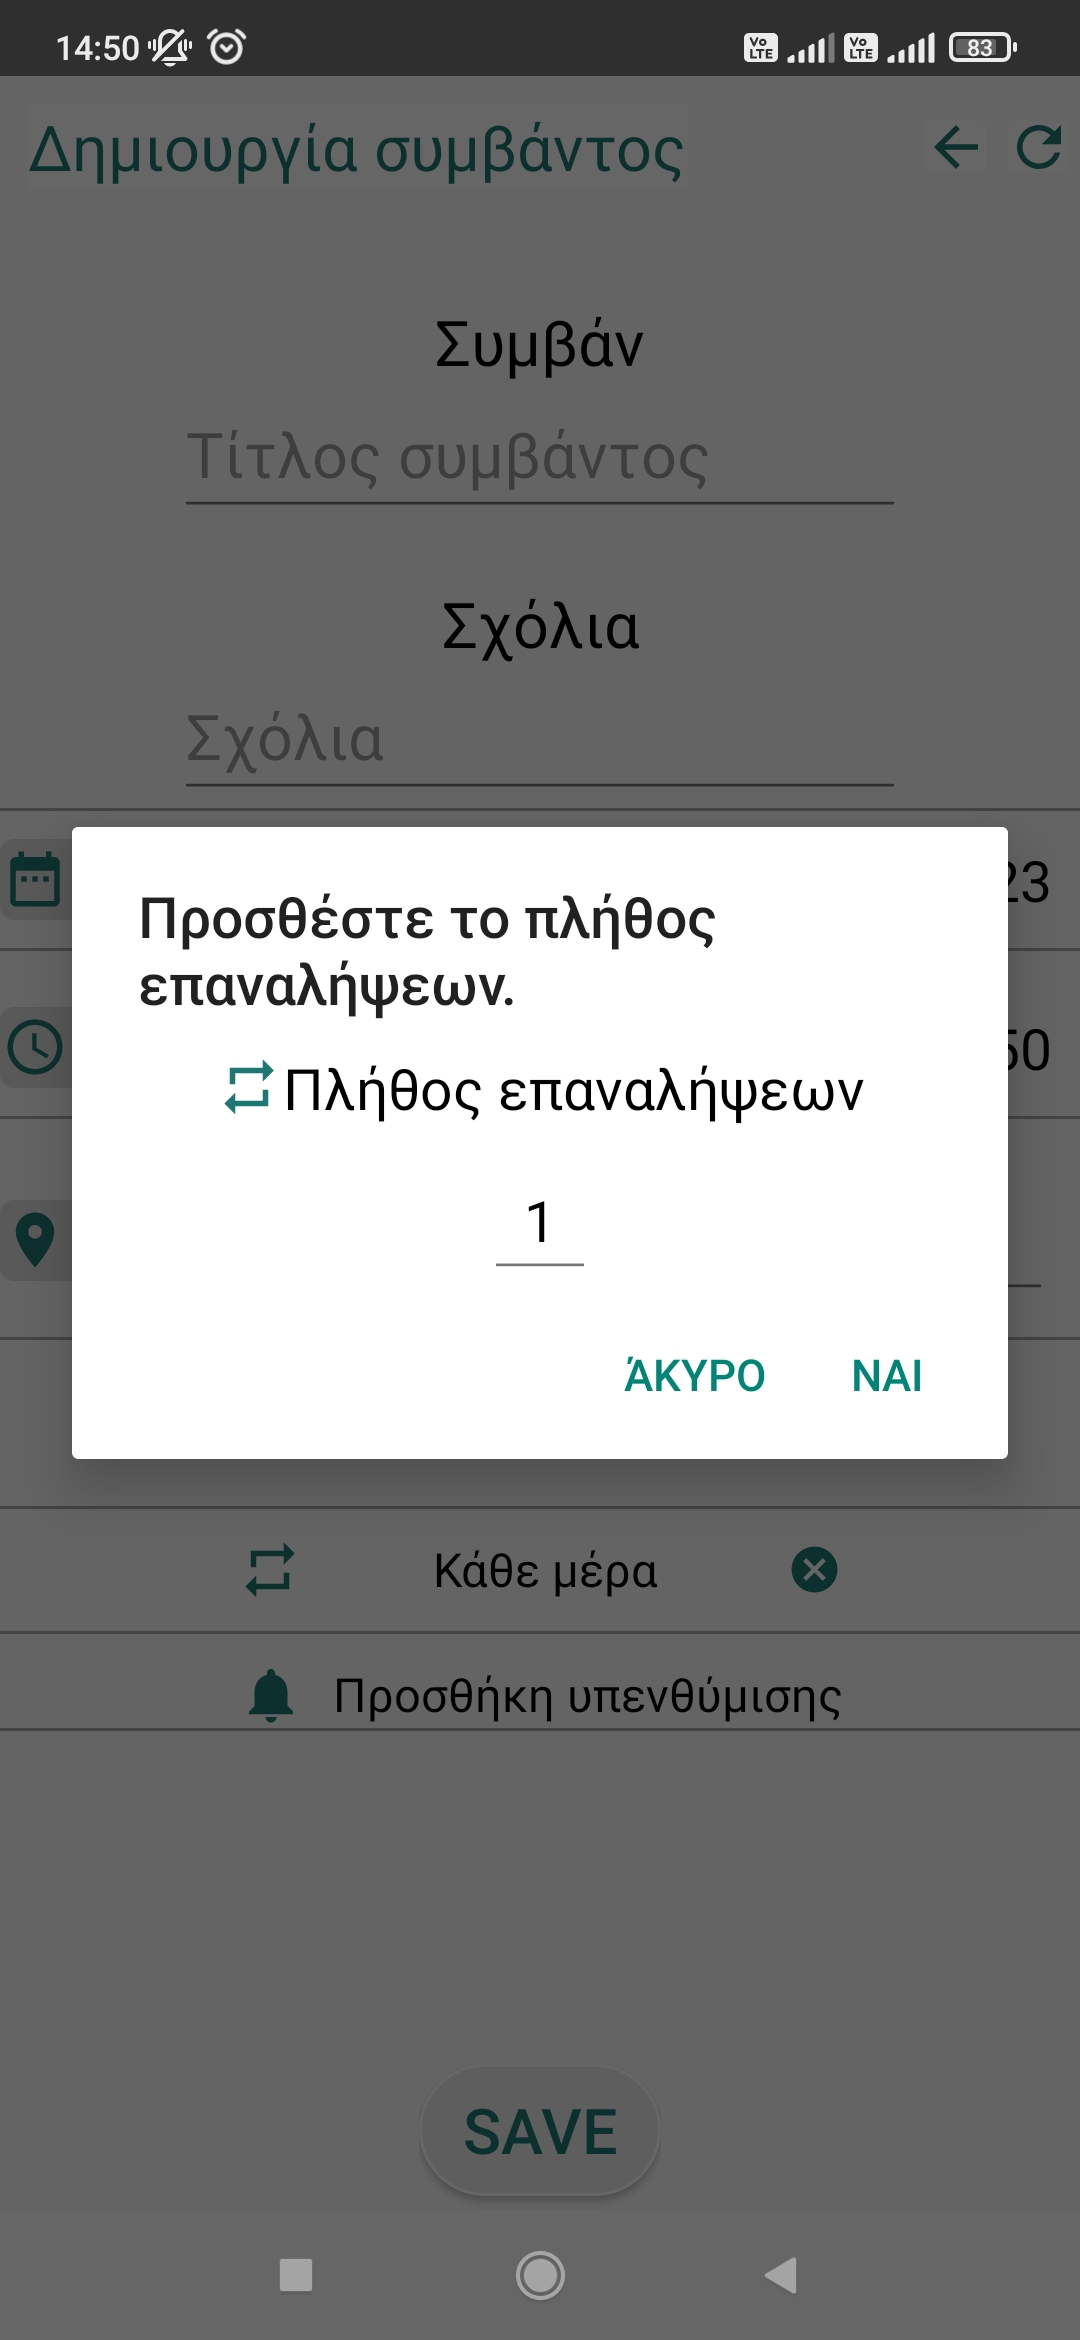 14:50 Vo LTE Vo LTE 83
Δημιουργία συμβάντος
Συμβάν
Τίτλος συμβάντος
Σχόλια
Σχόλια
23
Προσθέστε το πλήθος
επαναλήψεων.
50
Πλήθος επαναλήψεων
1
ΆΚΥΡΟ ΝΑΙ
Κάθε μέρα
Προσθήκη υπενθύμισης
SAVE